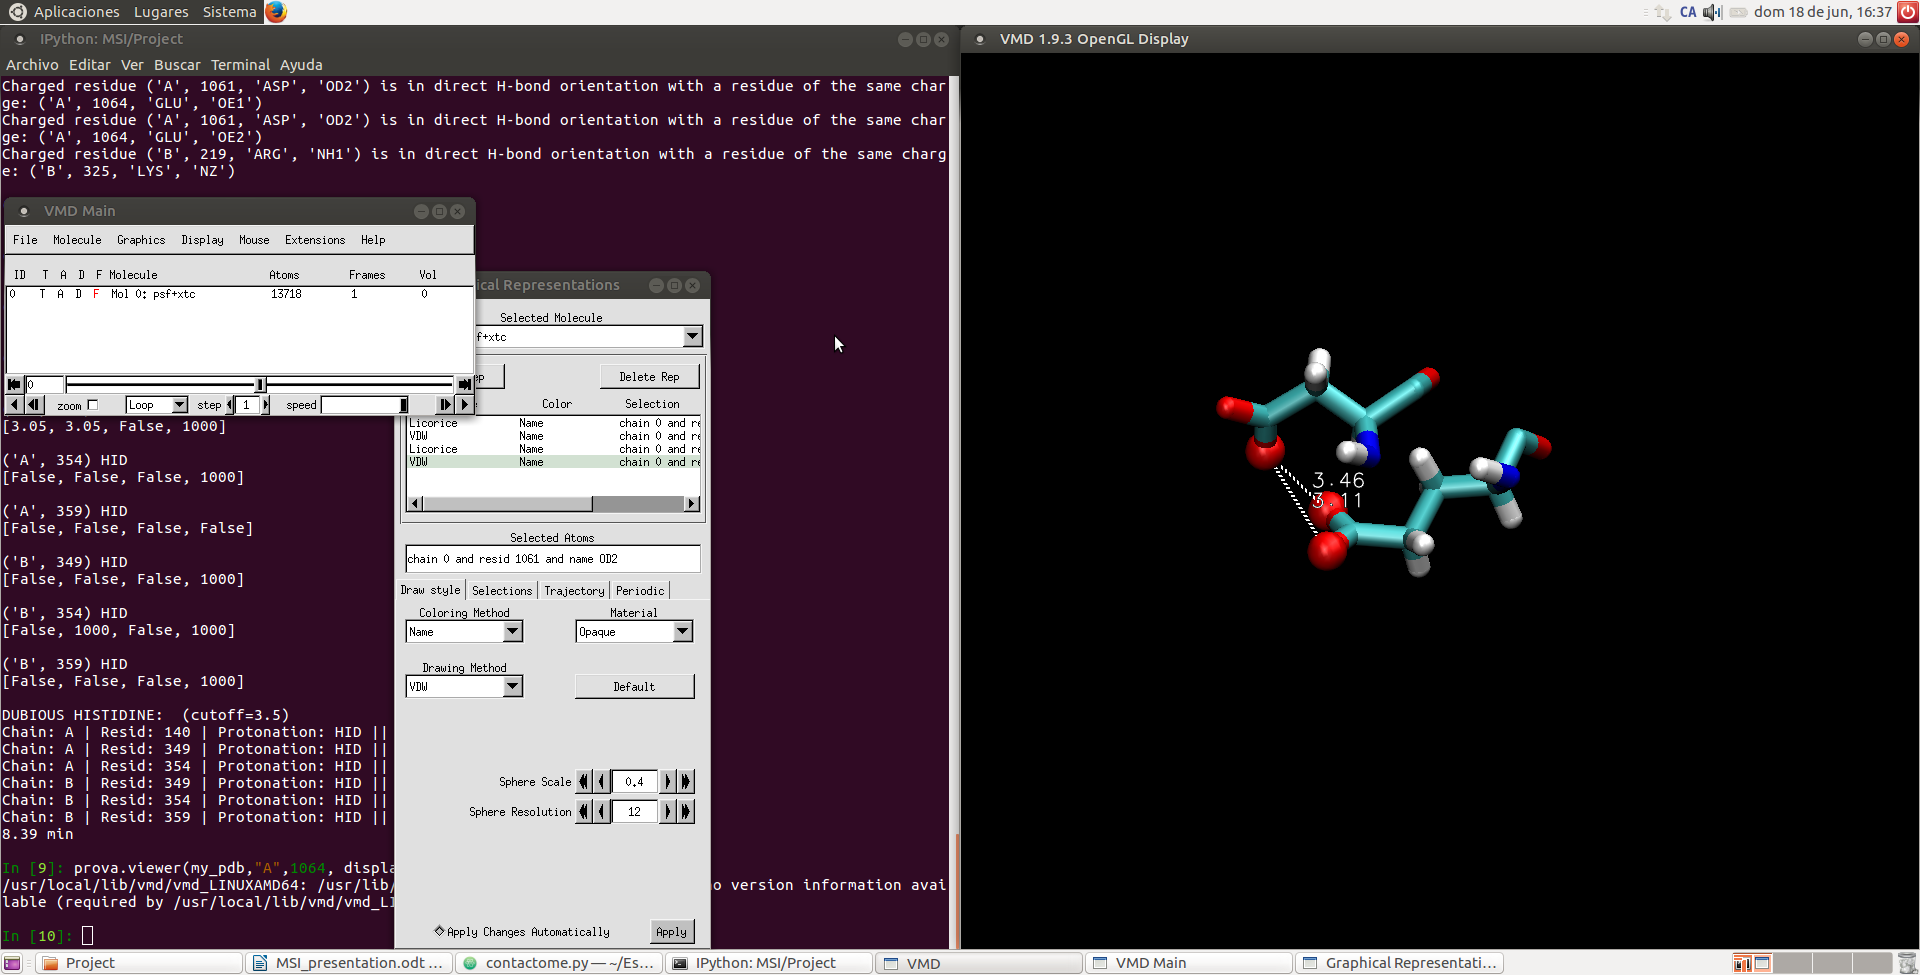 Aplicaciones Lugares Sistema
CA dom 18 de jun, 16:37
IPython: MSI/Project
Archivo Editar Ver Buscar Terminal Ayuda
Charged residue ('A', 1061, 'ASP', 'OD2') is in direct H-bond orientation with a residue of the same char
ge: ('A', 1064, 'GLU', 'OE1')
Charged residue ('A', 1061, 'ASP', 'OD2') is in direct H-bond orientation with a residue of the same char
ge: ('A', 1064, 'GLU', 'OE2')
Charged residue ('B', 219, 'ARG', 'NH1') is in direct H-bond orientation with a residue of the same charg
e: ('B', 325, 'LYS', 'NZ')
VMD Main
File Molecule Graphics Display Mouse Extensions Help
ID T A D F Molecule Atoms Frames Vol
0 T A D F Mol 0: psf+xtc 13718 1 0
0
zoom Loop step 1 speed
[3.05, 3.05, False, 1000]
('A', 354) HID
[False, False, False, 1000]
('A', 359) HID
[False, False, False, False]
('B', 349) HID
[False, False, False, 1000]
('B', 354) HID
[False, 1000, False, 1000]
('B', 359) HID
[False, False, False, 1000]
DUBIOUS HISTIDINE: (cutoff=3.5)
Chain: A | Resid: 140 | Protonation: HID ||
Chain: A | Resid: 349 | Protonation: HID ||
Chain: A | Resid: 354 | Protonation: HID ||
Chain: B | Resid: 349 | Protonation: HID ||
Chain: B | Resid: 354 | Protonation: HID ||
Chain: B | Resid: 359 | Protonation: HID ||
8.39 min
In [9]: prova.viewer(my_pdb,"A",1064, displa
/usr/local/lib/vmd/vmd_LINUXAMD64: /usr/lib/ o version information avai
lable (required by /usr/local/lib/vmd/vmd_LI
In [10]:
ical Representations
Selected Molecule
f+xtc
ep Delete Rep
e Color Selection
Licorice Name chain 0 and re
VDW Name chain 0 and re
Licorice Name chain 0 and re
VDW Name chain 0 and re
Selected Atoms
chain 0 and resid 1061 and name OD2
Draw style Selections Trajectory Periodic
Coloring Method Material
Name Opaque
Drawing Method
VDW Default
Sphere Scale 0.4
Sphere Resolution 12
Apply Changes Automatically Apply
VMD 1.9.3 OpenGL Display
3.46
3.11
Project MSI_presentation.odt ... contactome.py — ~/Es... IPython: MSI/Project VMD VMD Main Graphical Representati...